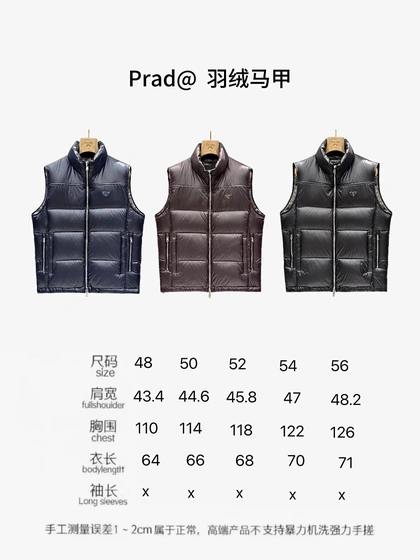 Prad@ 羽绒马甲
尺码 48 50 52 54 56
size
肩宽 43.4 44.6 45.8 47 48.2
fullshouider
胸围 110 114 118 122 126
chest
衣长 64 66 68 70 71
bodylength
袖长 x x x x x
Long sleeves
手工测量误差1~2cm属于正常，高端产品不支持暴力机洗强力手搓